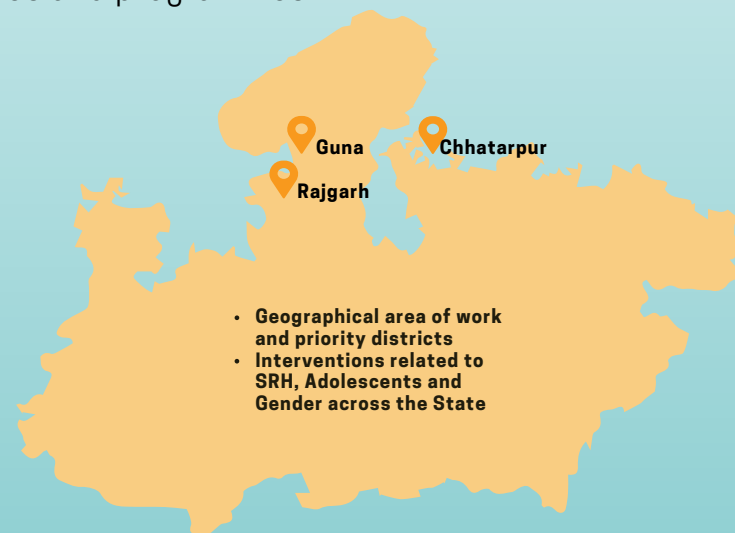 Guna
Chhatarpur
Rajgarh
• Geographical area of work
and priority districts
• Interventions related to
SRH, Adolescents and
Gender across the State